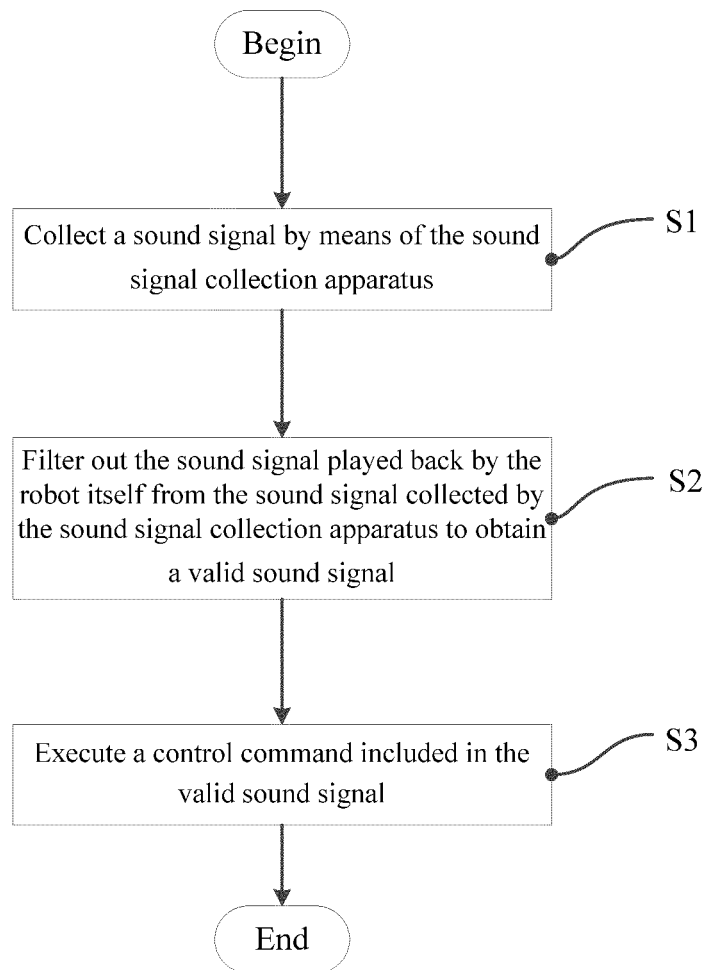 Begin
Collect a sound signal by means of the sound
signal collection apparatus
S1
Filter out the sound signal played back by the
robot itself from the sound signal collected by
the sound signal collection apparatus to obtain
a valid sound signal
S2
Execute a control command included in the
valid sound signal
S3
End